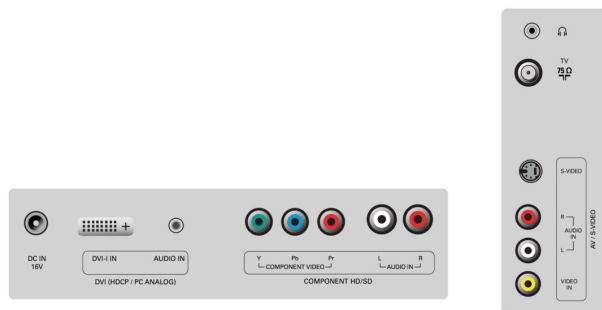 DC IN
16V
DVI-I IN
AUDIO IN
DVI (HDCP / PC ANALOG)
Y Pb Pr
COMPONENT VIDEO
L R
AUDIO IN
COMPONENT HD/SD
TV
75 Ω
S-VIDEO
R
AUDIO
IN
L
VIDEO
IN
AV / S-VIDEO